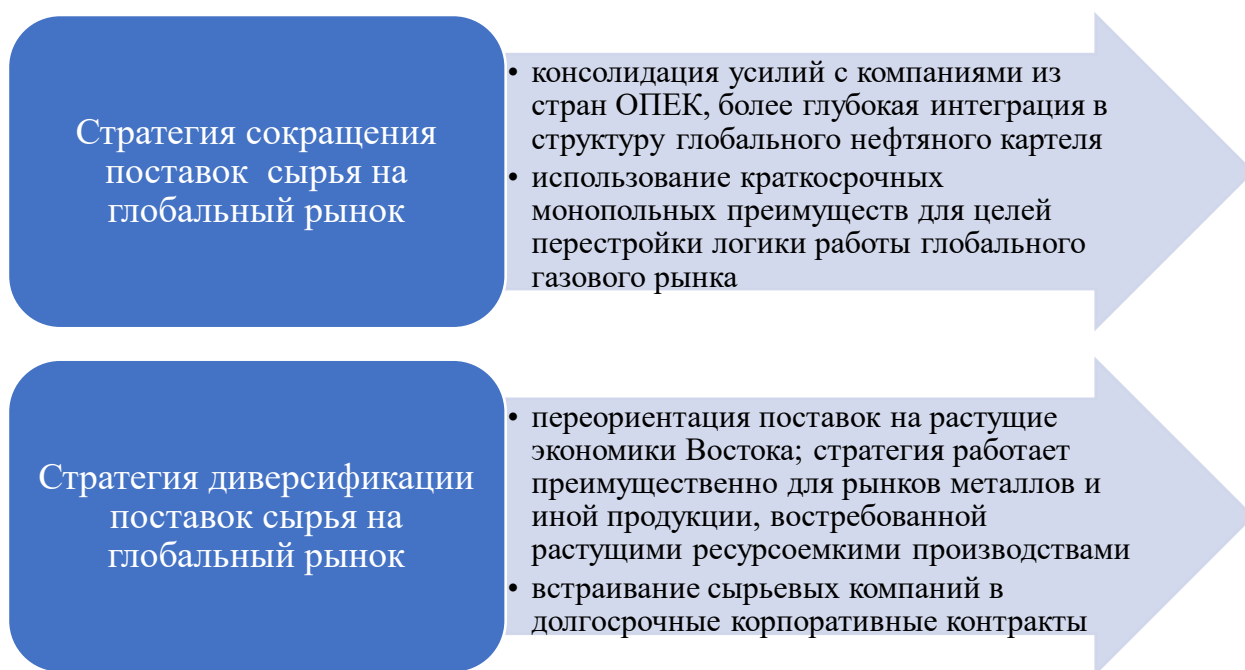 Стратегия сокращения
поставок сырья на
глобальный рынок
• консолидация усилий с компаниями из
стран ОПЕК, более глубокая интеграция в
структуру глобального нефтяного картеля
• использование краткосрочных
монопольных преимуществ для целей
перестройки логики работы глобального
газового рынка
Стратегия диверсификации
поставок сырья на
глобальный рынок
• переориентация поставок на растущие
экономики Востока; стратегия работает
преимущественно для рынков металлов и
иной продукции, востребованной
растущими ресурсоемкими производствами
• встраивание сырьевых компаний в
долгосрочные корпоративные контракты